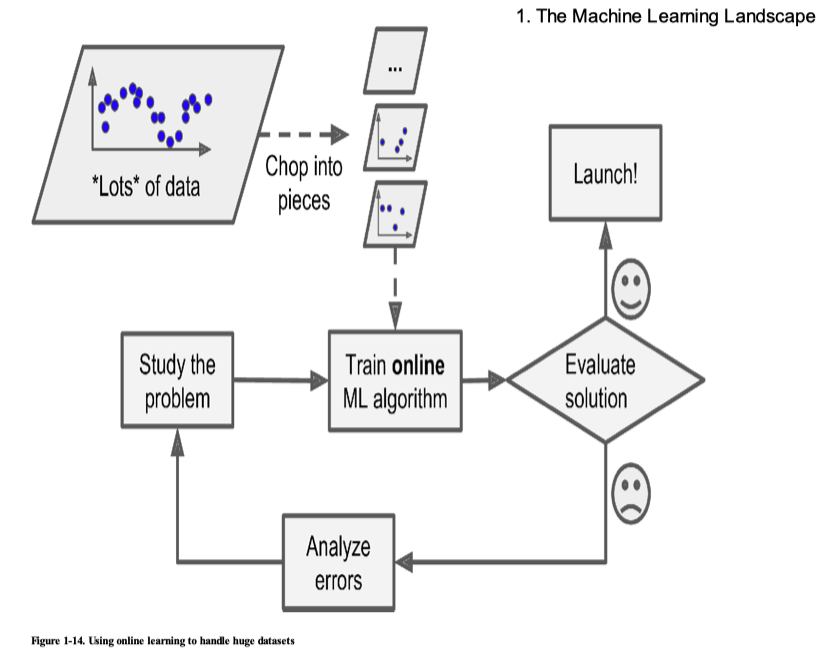 1. The Machine Learning Landscape
...
*Lots* of data
Chop into
pieces
Launch!
Study the
problem
Train online
ML algorithm
Evaluate
solution
Analyze
errors
Figure 1-14. Using online learning to handle huge datasets